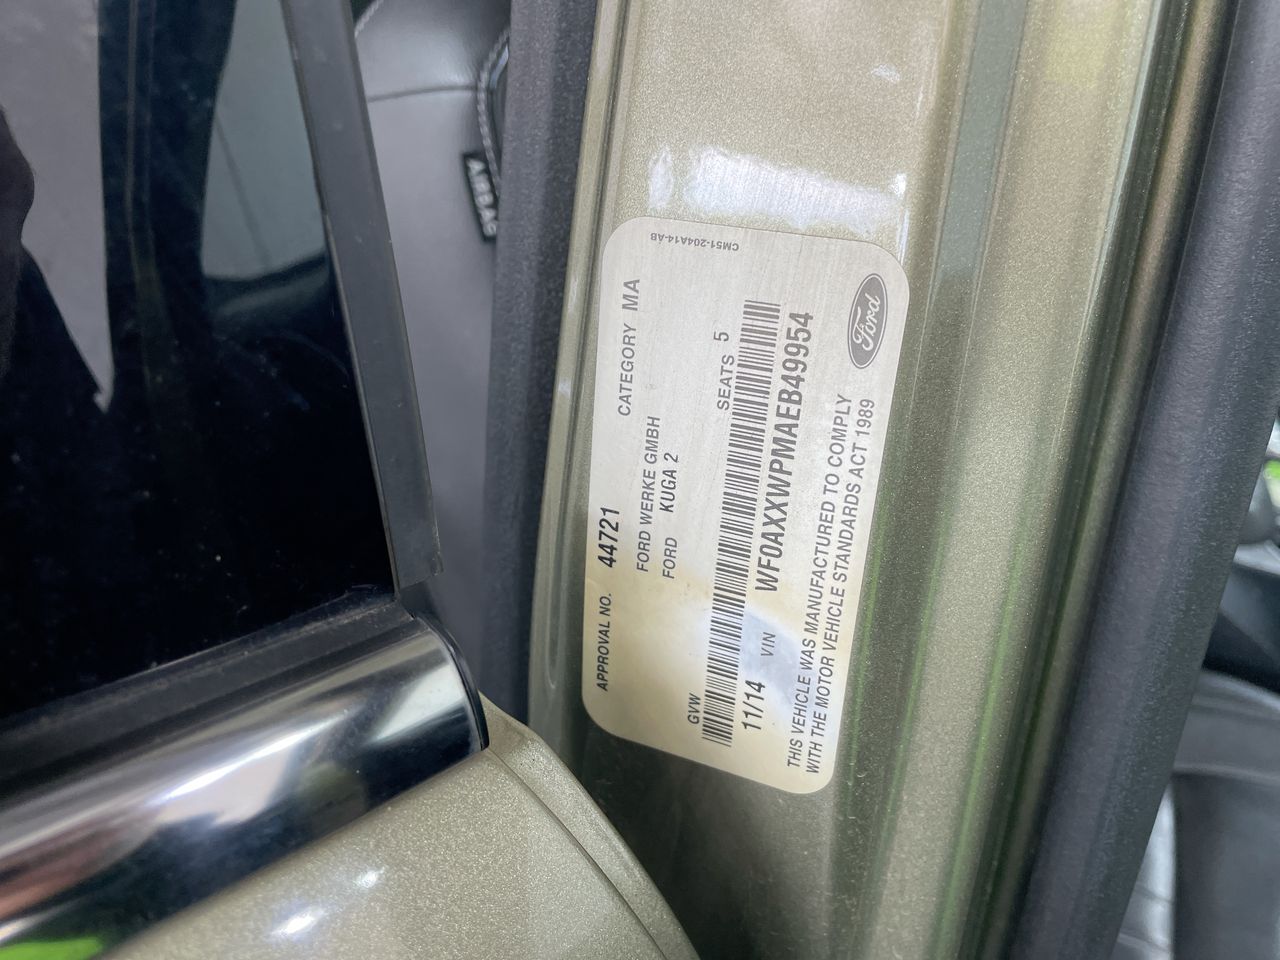 CM51-204A14-AB
APPROVAL NO. 44721 CATEGORY MA
FORD WERKE GMBH
FORD KUGA 2
GVW SEATS 5
11/14 VIN WF0AXXWPMAEB49954
THIS VEHICLE WAS MANUFACTURED TO COMPLY
WITH THE MOTOR VEHICLE STANDARDS ACT 1989
Ford
AIRBAG